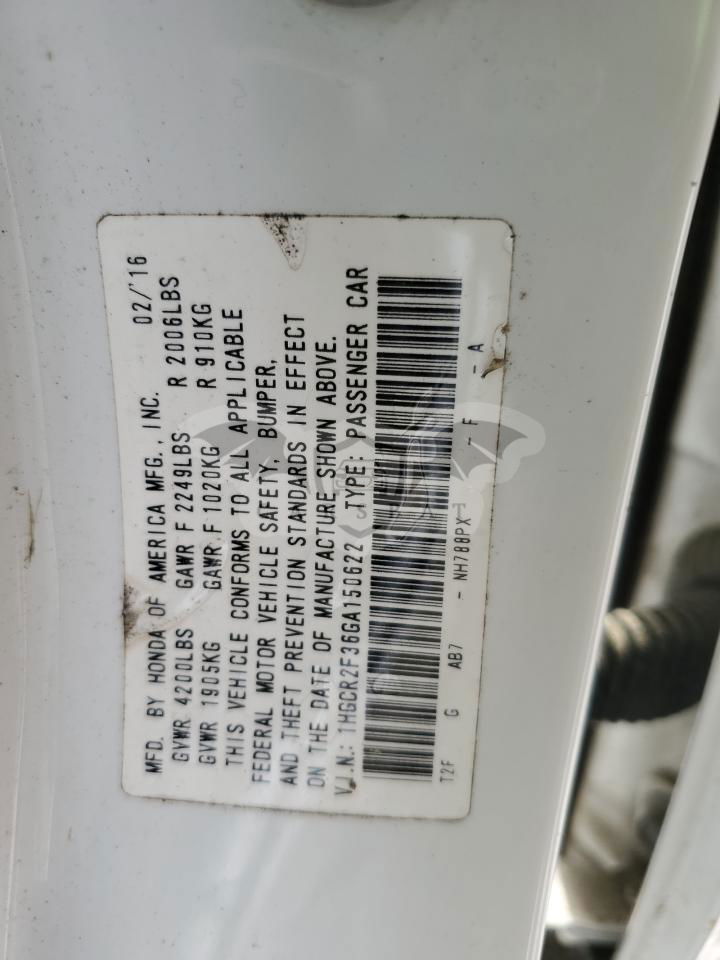 MFD. BY HONDA OF AMERICA MFG., INC. 02/'16
GVWR 4200LBS GAWR F 2249LBS R 2006LBS
GVWR 1905KG GAWR F 1020KG R 910KG
THIS VEHICLE CONFORMS TO ALL APPLICABLE
FEDERAL MOTOR VEHICLE SAFETY, BUMPER,
AND THEFT PREVENTION STANDARDS IN EFFECT
ON THE DATE OF MANUFACTURE SHOWN ABOVE.
V.I.N.: 1HGCR2F36GA150622 TYPE: PASSENGER CAR
T2F G AB7 - NH788PX - F - A